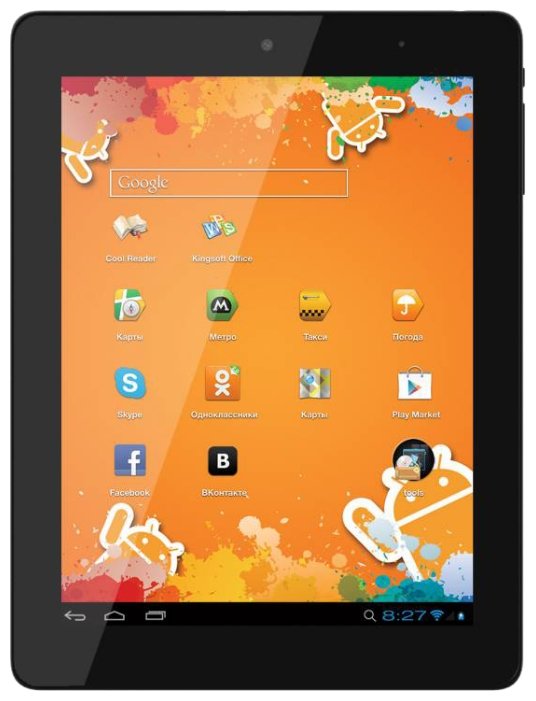 Google
Cool Reader
Kingsoft Office
Карты
Метро
Такси
Погода
Skype
Одноклассники
Карты
Play Market
Facebook
ВКонтакте
tools
8:27